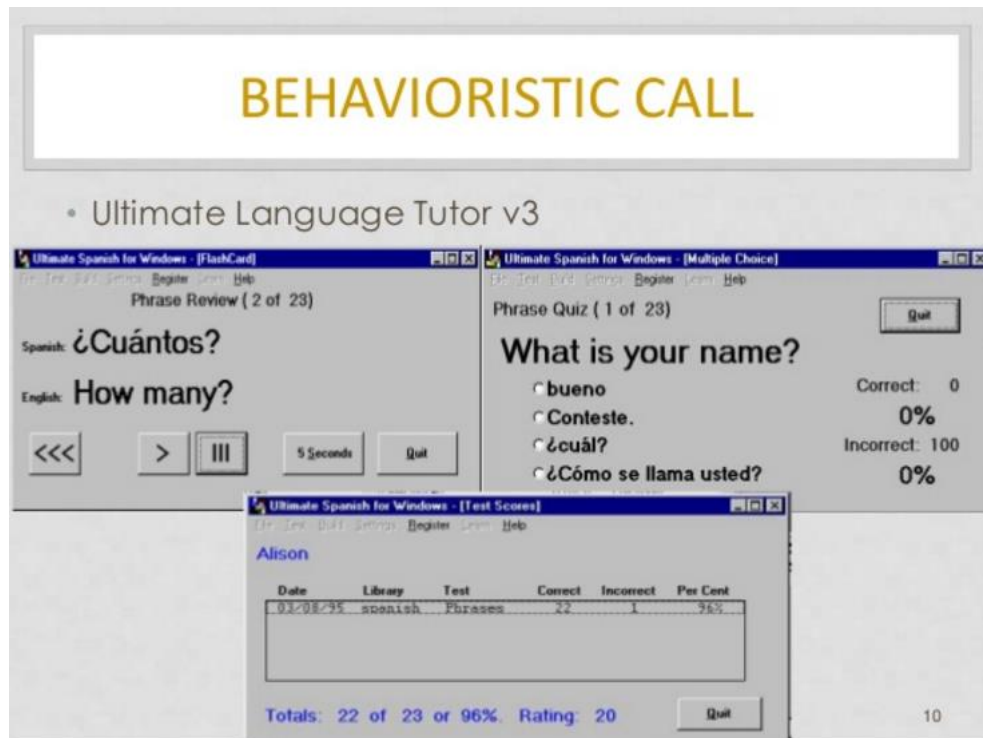 BEHAVIORISTIC CALL
• Ultimate Language Tutor v3
Ultimate Spanish for Windows - [FlashCard]
Register Help
Phrase Review ( 2 of 23)
Spanish: ¿Cuántos?
English: How many?
<<< > III 5 Seconds Quit
Ultimate Spanish for Windows - [Multiple Choice]
Register Help
Phrase Quiz ( 1 of 23)
Quit
What is your name?
bueno
Conteste.
¿cuál?
¿Cómo se llama usted?
Correct: 0
0%
Incorrect: 100
0%
Ultimate Spanish for Windows - [Test Scores]
Register Help
Alison
Date Library Test Correct Incorrect Per Cent
03/08/95 spanish Phrases 22 1 96%
Totals: 22 of 23 or 96%. Rating: 20
Quit
10